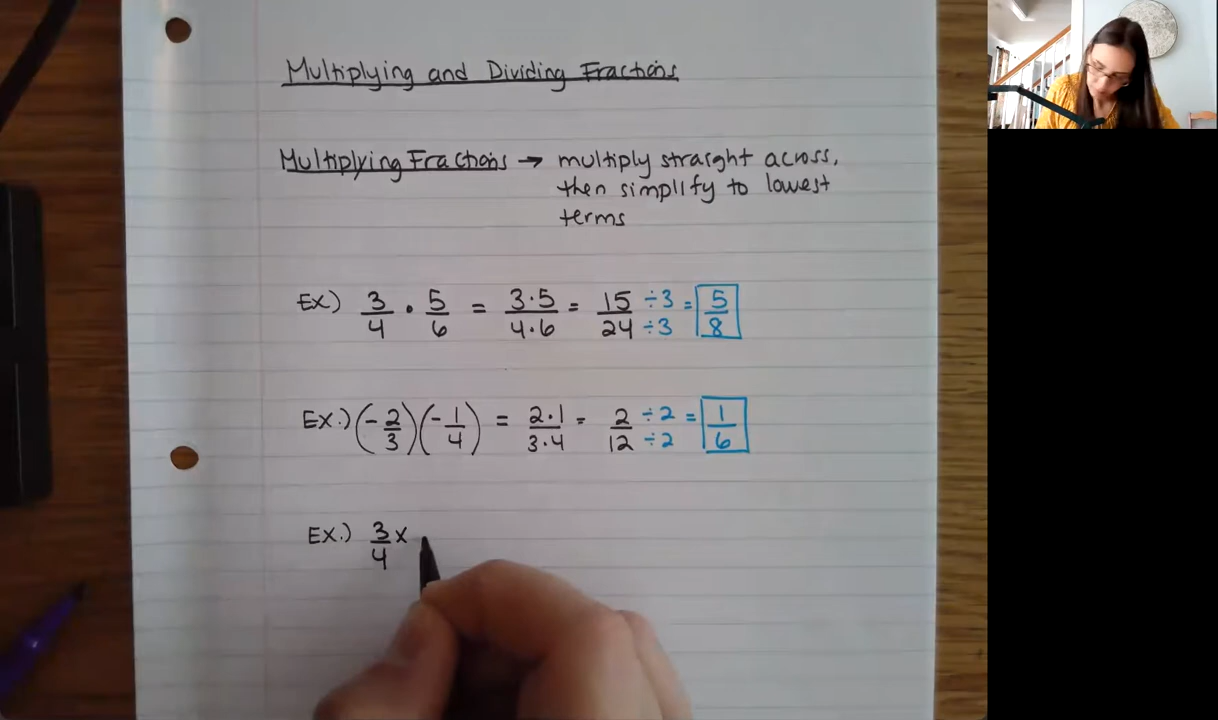 Multiplying and Dividing Fractions
Multiplying Fractions → multiply straight across,
then simplify to lowest
terms
Ex.) 3/4 · 5/6 = 3·5/4·6 = 15/24 ÷3/÷3 = 5/8
Ex.) (-2/3)(-1/4) = 2·1/3·4 = 2/12 ÷2/÷2 = 1/6
Ex.) 3/4 x